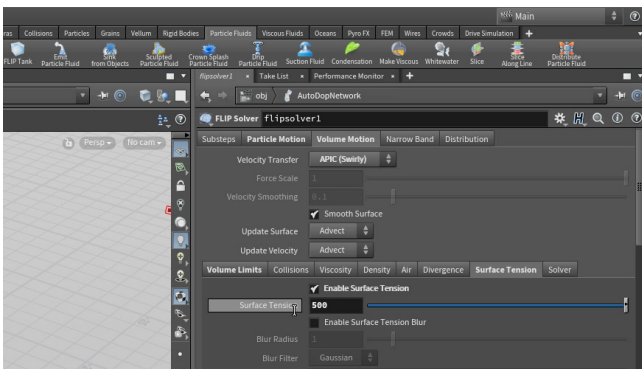 Main
ras Collisions Particles Grains Vellum Rigid Bodies Particle Fluids Viscous Fluids Oceans Pyro FX FEM Wires Crowds Drive Simulation +
FLIP Tank Emit Particle Fluid Sink from Objects Sculpted Particle Fluid Crown Splash Particle Fluid Drip Particle Fluid Suction Fluid Condensation Make Viscous Whitewater Slice Slice Along Line Distribute Particle Fluid
flipsolver1 × Take List × Performance Monitor × +
obj AutoDopNetwork
FLIP Solver flipsolver1
Persp No cam
Substeps Particle Motion Volume Motion Narrow Band Distribution
Velocity Transfer APIC (Swirly)
Force Scale 1
Velocity Smoothing 0.1
Smooth Surface
Update Surface Advect
Update Velocity Advect
Volume Limits Collisions Viscosity Density Air Divergence Surface Tension Solver
Enable Surface Tension
Surface Tension 500
Enable Surface Tension Blur
Blur Radius 1
Blur Filter Gaussian